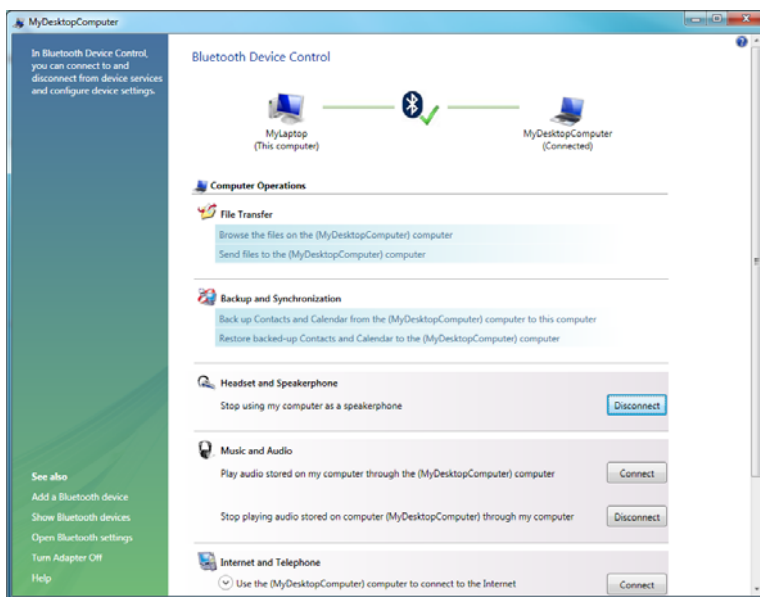 MyDesktopComputer
In Bluetooth Device Control,
you can connect to and
disconnect from device services
and configure device settings.
Bluetooth Device Control
MyLaptop
(This computer)
MyDesktopComputer
(Connected)
Computer Operations
File Transfer
Browse the files on the (MyDesktopComputer) computer
Send files to the (MyDesktopComputer) computer
Backup and Synchronization
Back up Contacts and Calendar from the (MyDesktopComputer) computer to this computer
Restore backed-up Contacts and Calendar to the (MyDesktopComputer) computer
Headset and Speakerphone
Stop using my computer as a speakerphone
Disconnect
Music and Audio
Play audio stored on my computer through the (MyDesktopComputer) computer
Connect
Stop playing audio stored on computer (MyDesktopComputer) through my computer
Disconnect
Internet and Telephone
Use the (MyDesktopComputer) computer to connect to the Internet
Connect
See also
Add a Bluetooth device
Show Bluetooth devices
Open Bluetooth settings
Turn Adapter Off
Help